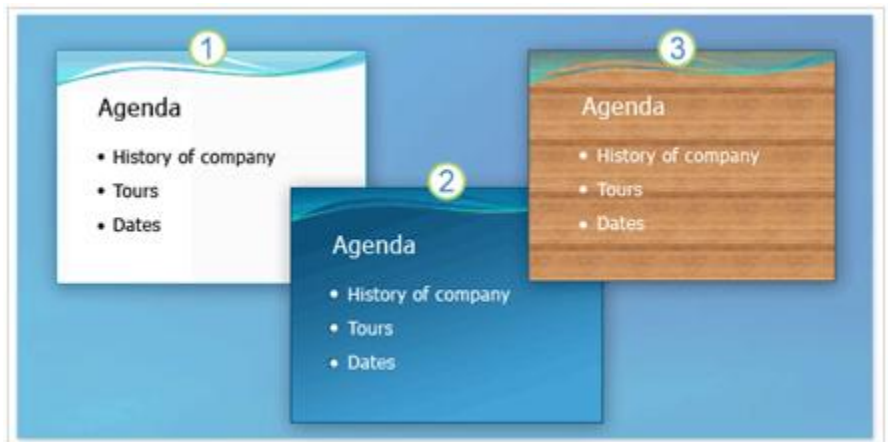 1
Agenda
• History of company
• Tours
• Dates
2
Agenda
• History of company
• Tours
• Dates
3
Agenda
• History of company
• Tours
• Dates